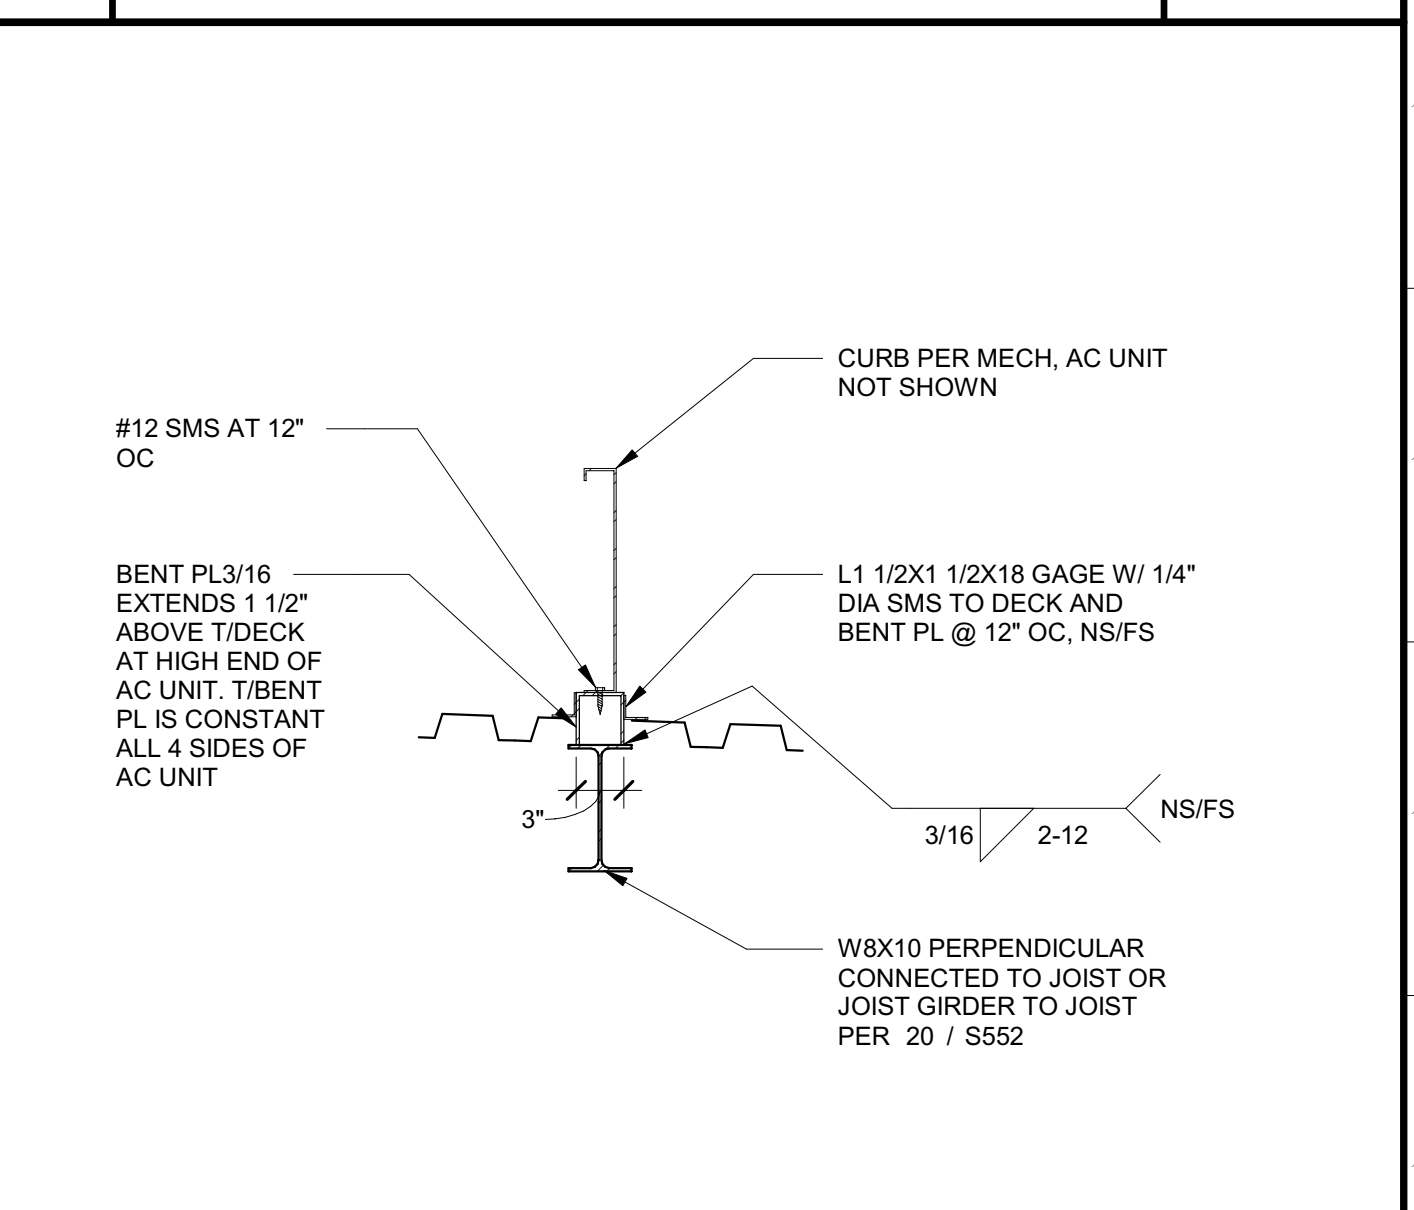 CURB PER MECH, AC UNIT
NOT SHOWN
#12 SMS AT 12"
OC
BENT PL3/16
EXTENDS 1 1/2"
ABOVE T/DECK
AT HIGH END OF
AC UNIT. T/BENT
PL IS CONSTANT
ALL 4 SIDES OF
AC UNIT
L1 1/2X1 1/2X18 GAGE W/ 1/4"
DIA SMS TO DECK AND
BENT PL @ 12" OC, NS/FS
3"
3/16
2-12
NS/FS
W8X10 PERPENDICULAR
CONNECTED TO JOIST OR
JOIST GIRDER TO JOIST
PER 20 / S552